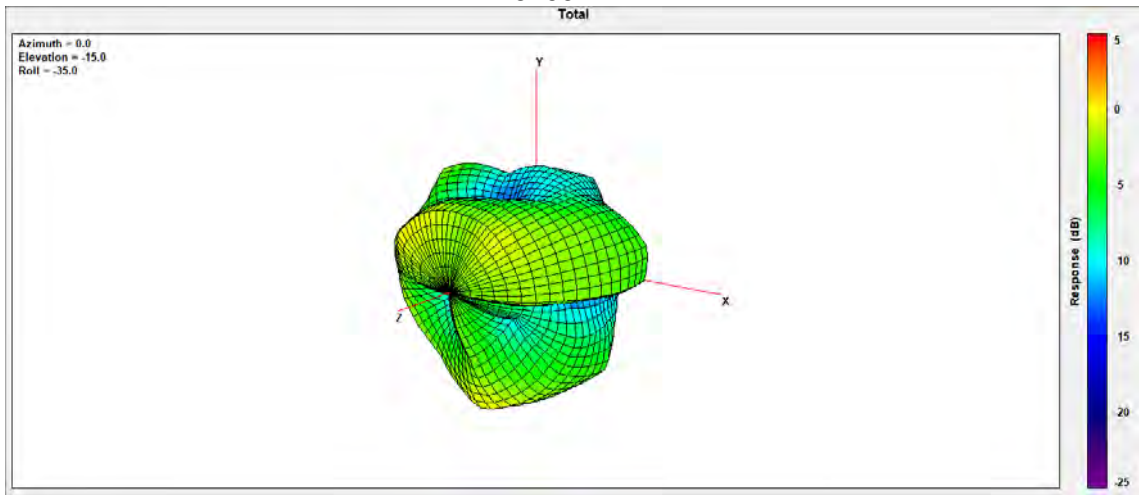 Total
Azimuth = 0.0
Elevation = -15.0
Roll = -35.0
Y
X
Z
5
0
5
10
15
-20
-25
Response (dB)